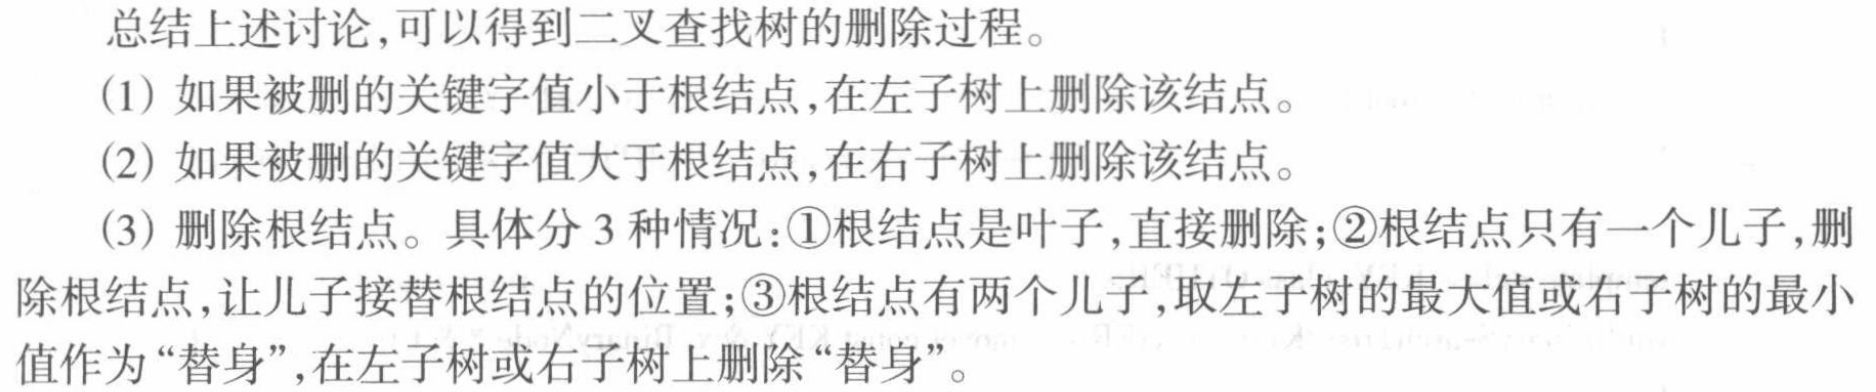 总结上述讨论,可以得到二叉查找树的删除过程。
(1) 如果被删的关键字值小于根结点,在左子树上删除该结点。
(2) 如果被删的关键字值大于根结点,在右子树上删除该结点。
(3) 删除根结点。具体分 3 种情况:①根结点是叶子,直接删除;②根结点只有一个儿子,删
除根结点,让儿子接替根结点的位置;③根结点有两个儿子,取左子树的最大值或右子树的最小
值作为“替身”,在左子树或右子树上删除“替身”。